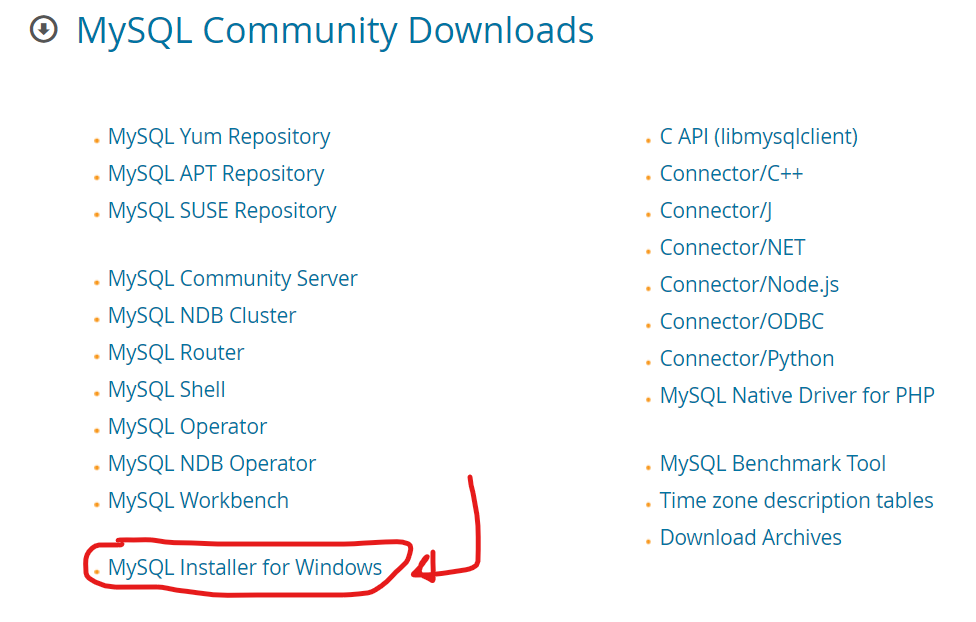 MySQL Community Downloads
MySQL Yum Repository
MySQL APT Repository
MySQL SUSE Repository
MySQL Community Server
MySQL NDB Cluster
MySQL Router
MySQL Shell
MySQL Operator
MySQL NDB Operator
MySQL Workbench
MySQL Installer for Windows
C API (libmysqlclient)
Connector/C++
Connector/J
Connector/NET
Connector/Node.js
Connector/ODBC
Connector/Python
MySQL Native Driver for PHP
MySQL Benchmark Tool
Time zone description tables
Download Archives